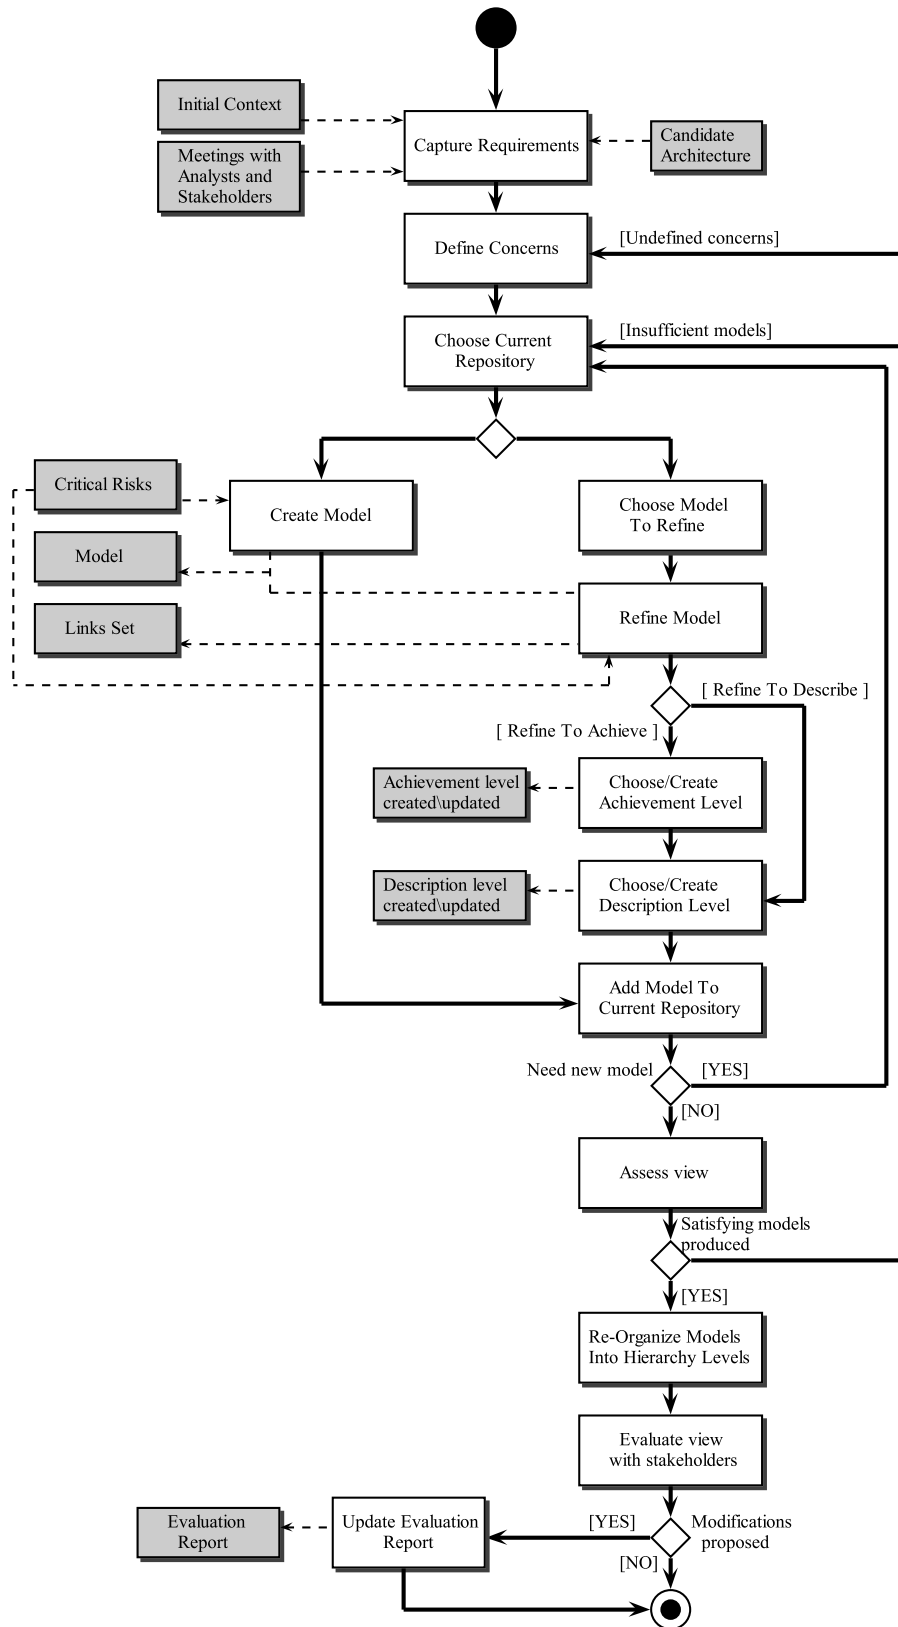 Initial Context
Capture Requirements
Candidate
Architecture
Meetings with
Analysts and
Stakeholders
[Undefined concerns]
Define Concerns
[Insufficient models]
Choose Current
Repository
Critical Risks
Create Model
Choose Model
To Refine
Model
Links Set
Refine Model
[ Refine To Describe ]
[ Refine To Achieve ]
Achievement level
created\updated
Choose/Create
Achievement Level
Description level
created\updated
Choose/Create
Description Level
Add Model To
Current Repository
Need new model
[YES]
[NO]
Assess view
Satisfying models
produced
[YES]
Re-Organize Models
Into Hierarchy Levels
Evaluate view
with stakeholders
Evaluation
Report
Update Evaluation
Report
[YES]
Modifications
proposed
[NO]